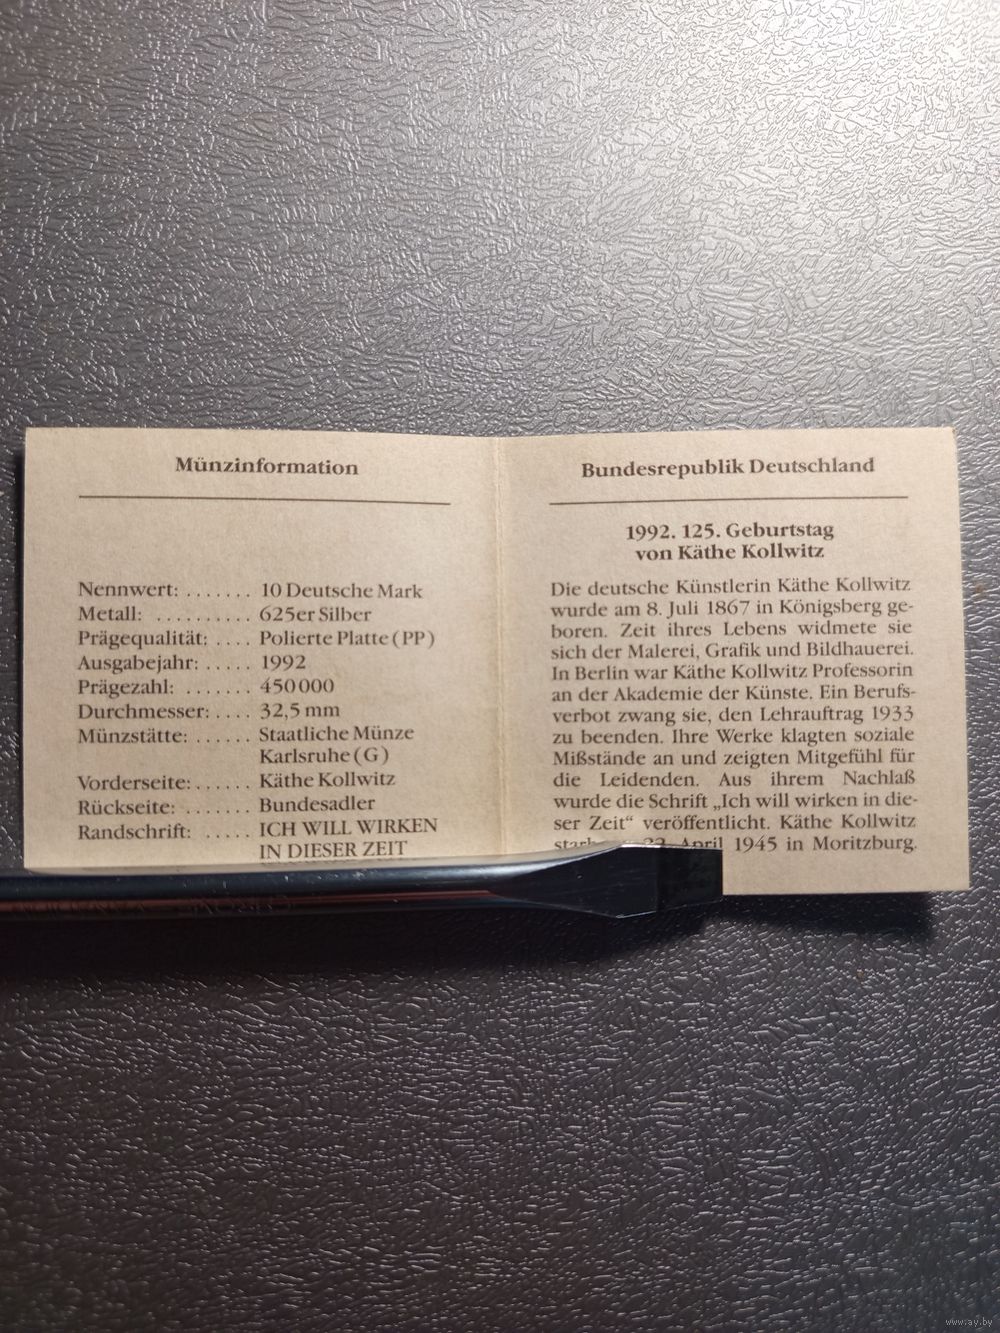 Münzinformation
Nennwert: ....... 10 Deutsche Mark
Metall: .......... 625er Silber
Prägequalität: .... Polierte Platte (PP)
Ausgabejahr: ..... 1992
Prägezahl: ....... 450 000
Durchmesser: .... 32,5 mm
Münzstätte: ...... Staatliche Münze
Karlsruhe (G)
Vorderseite: ...... Käthe Kollwitz
Rückseite: ....... Bundesadler
Randschrift: ..... ICH WILL WIRKEN
IN DIESER ZEIT
Bundesrepublik Deutschland
1992. 125. Geburtstag
von Käthe Kollwitz
Die deutsche Künstlerin Käthe Kollwitz
wurde am 8. Juli 1867 in Königsberg ge-
boren. Zeit ihres Lebens widmete sie
sich der Malerei, Grafik und Bildhauerei.
In Berlin war Käthe Kollwitz Professorin
an der Akademie der Künste. Ein Berufs-
verbot zwang sie, den Lehrauftrag 1933
zu beenden. Ihre Werke klagten soziale
Mißstände an und zeigten Mitgefühl für
die Leidenden. Aus ihrem Nachlaß
wurde die Schrift „Ich will wirken in die-
ser Zeit“ veröffentlicht. Käthe Kollwitz
April 1945 in Moritzburg.
www.ay.by